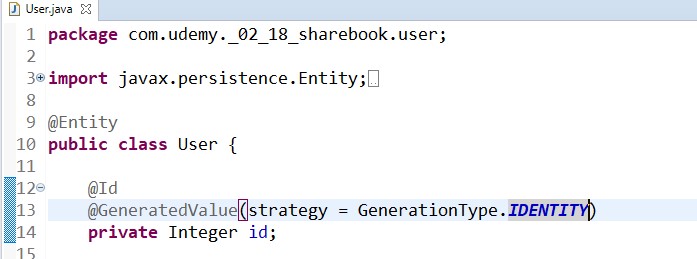 User.java
1 package com.udemy._02_18_sharebook.user;
2
3 import javax.persistence.Entity;
8
9 @Entity
10 public class User {
11
12 @Id
13 @GeneratedValue(strategy = GenerationType.IDENTITY)
14 private Integer id;
15